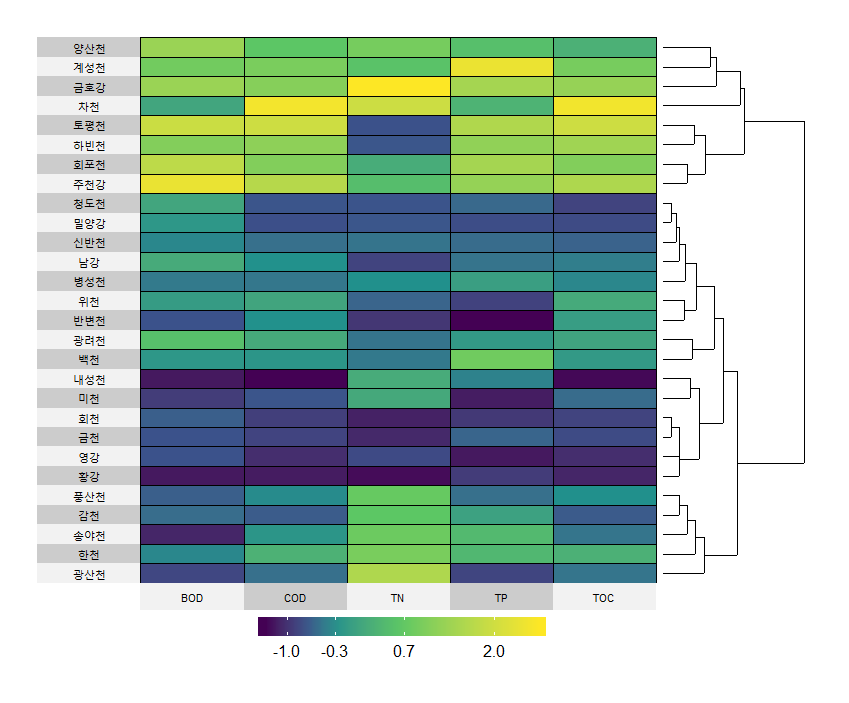 양산천
계성천
금호강
차천
토평천
하빈천
회포천
주천강
청도천
밀양강
신반천
남강
병성천
위천
반변천
광려천
백천
내성천
미천
회천
금천
영강
황강
풍산천
감천
송야천
한천
광산천
BOD COD TN TP TOC
-1.0 -0.3 0.7 2.0